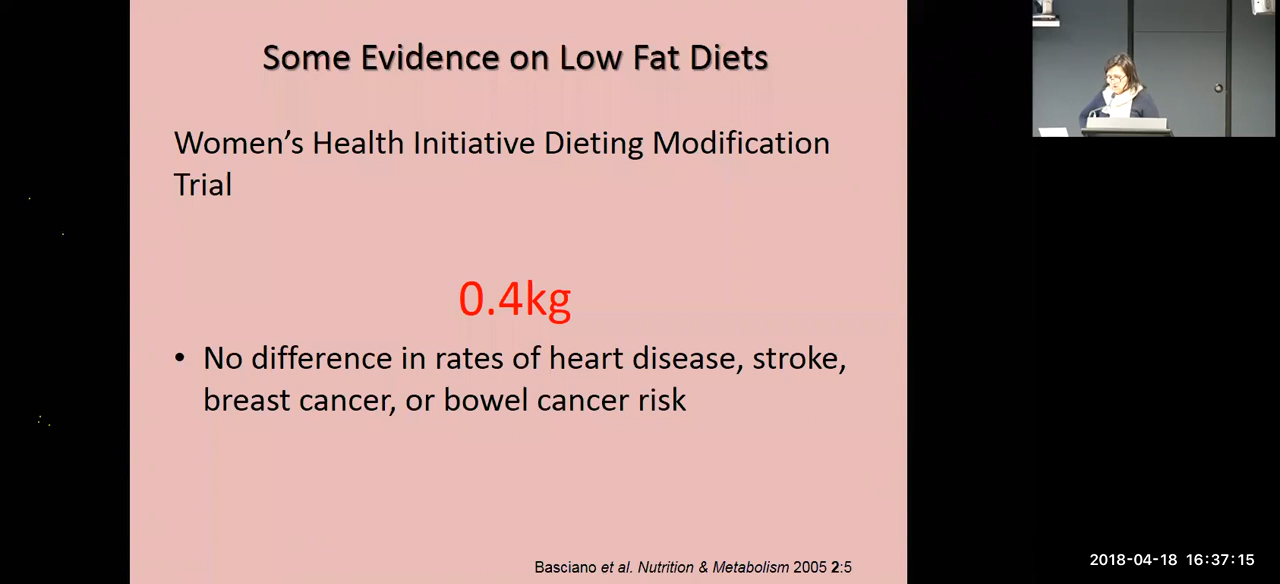 Some Evidence on Low Fat Diets
Women's Health Initiative Dieting Modification
Trial
0.4kg
• No difference in rates of heart disease, stroke,
breast cancer, or bowel cancer risk
Basciano et al. Nutrition & Metabolism 2005 2:5
2018-04-18 16:37:15